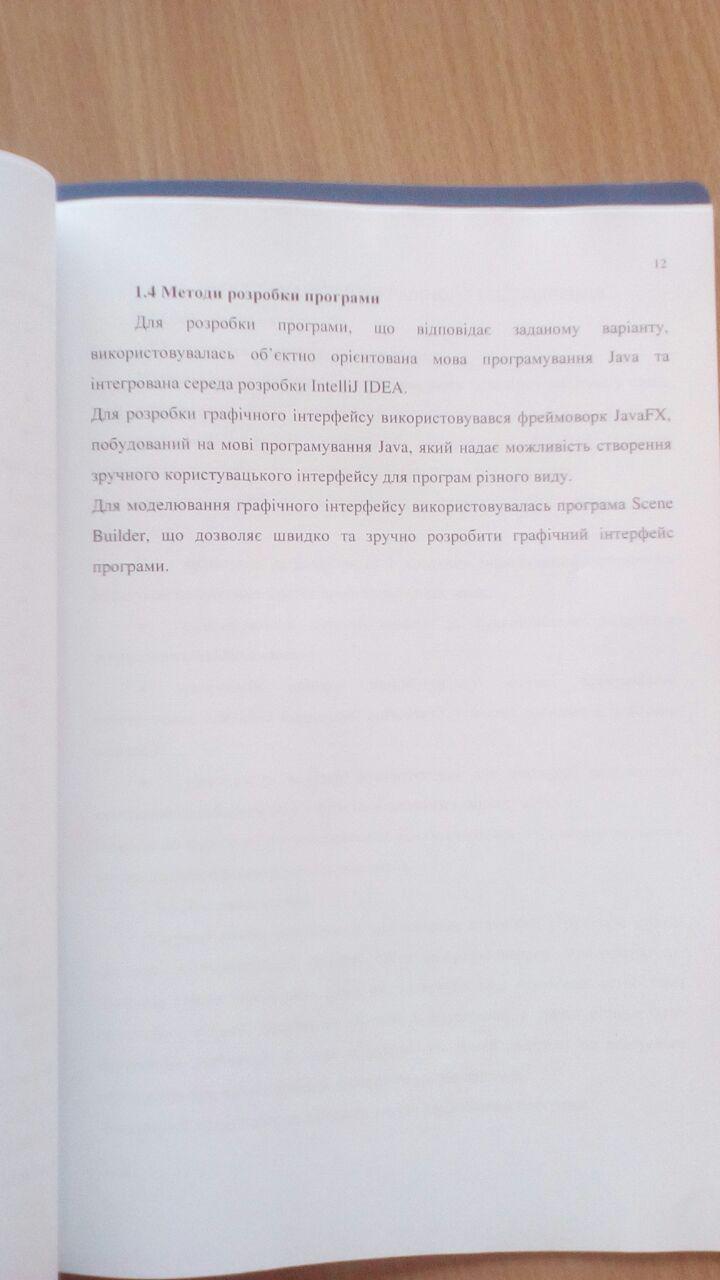 12
1.4 Методи розробки програми
Для розробки програми, що відповідає заданому варіанту,
використовувалась об’єктно орієнтована мова програмування Java та
інтегрована середа розробки IntelliJ IDEA.
Для розробки графічного інтерфейсу використовувався фреймоворк JavaFX,
побудований на мові програмування Java, який надає можливість створення
зручного користувацького інтерфейсу для програм різного виду.
Для моделювання графічного інтерфейсу використовувалась програма Scene
Builder, що дозволяє швидко та зручно розробити графічний інтерфейс
програми.